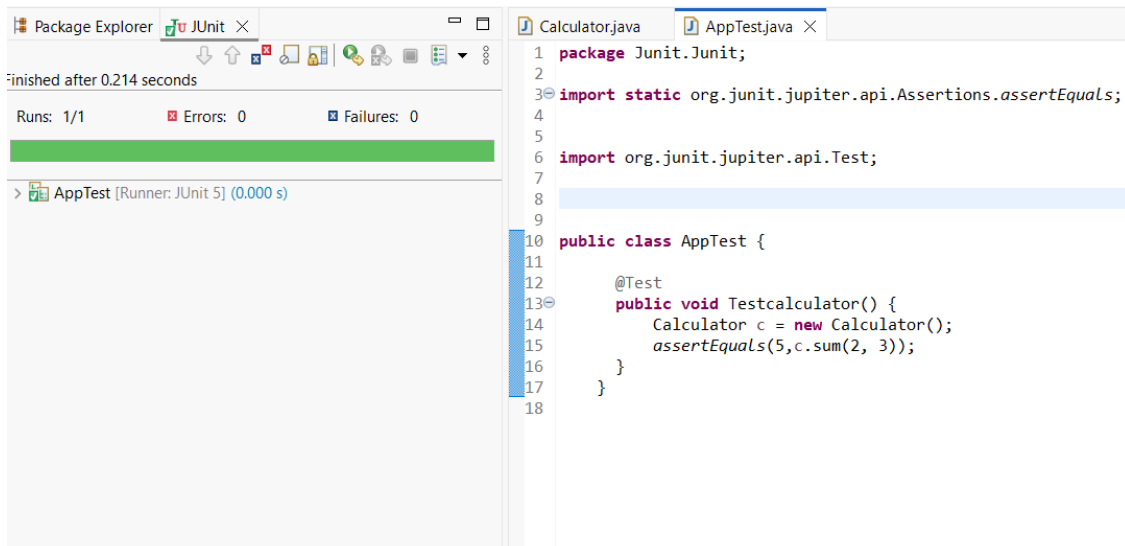 Package Explorer JUnit
Finished after 0.214 seconds
Runs: 1/1 Errors: 0 Failures: 0
AppTest [Runner: JUnit 5] (0.000 s)
Calculator.java AppTest.java
1 package Junit.Junit;
2
3 import static org.junit.jupiter.api.Assertions.assertEquals;
4
5
6 import org.junit.jupiter.api.Test;
7
8
9
10 public class AppTest {
11
12 @Test
13 public void Testcalculator() {
14 Calculator c = new Calculator();
15 assertEquals(5,c.sum(2, 3));
16 }
17 }
18